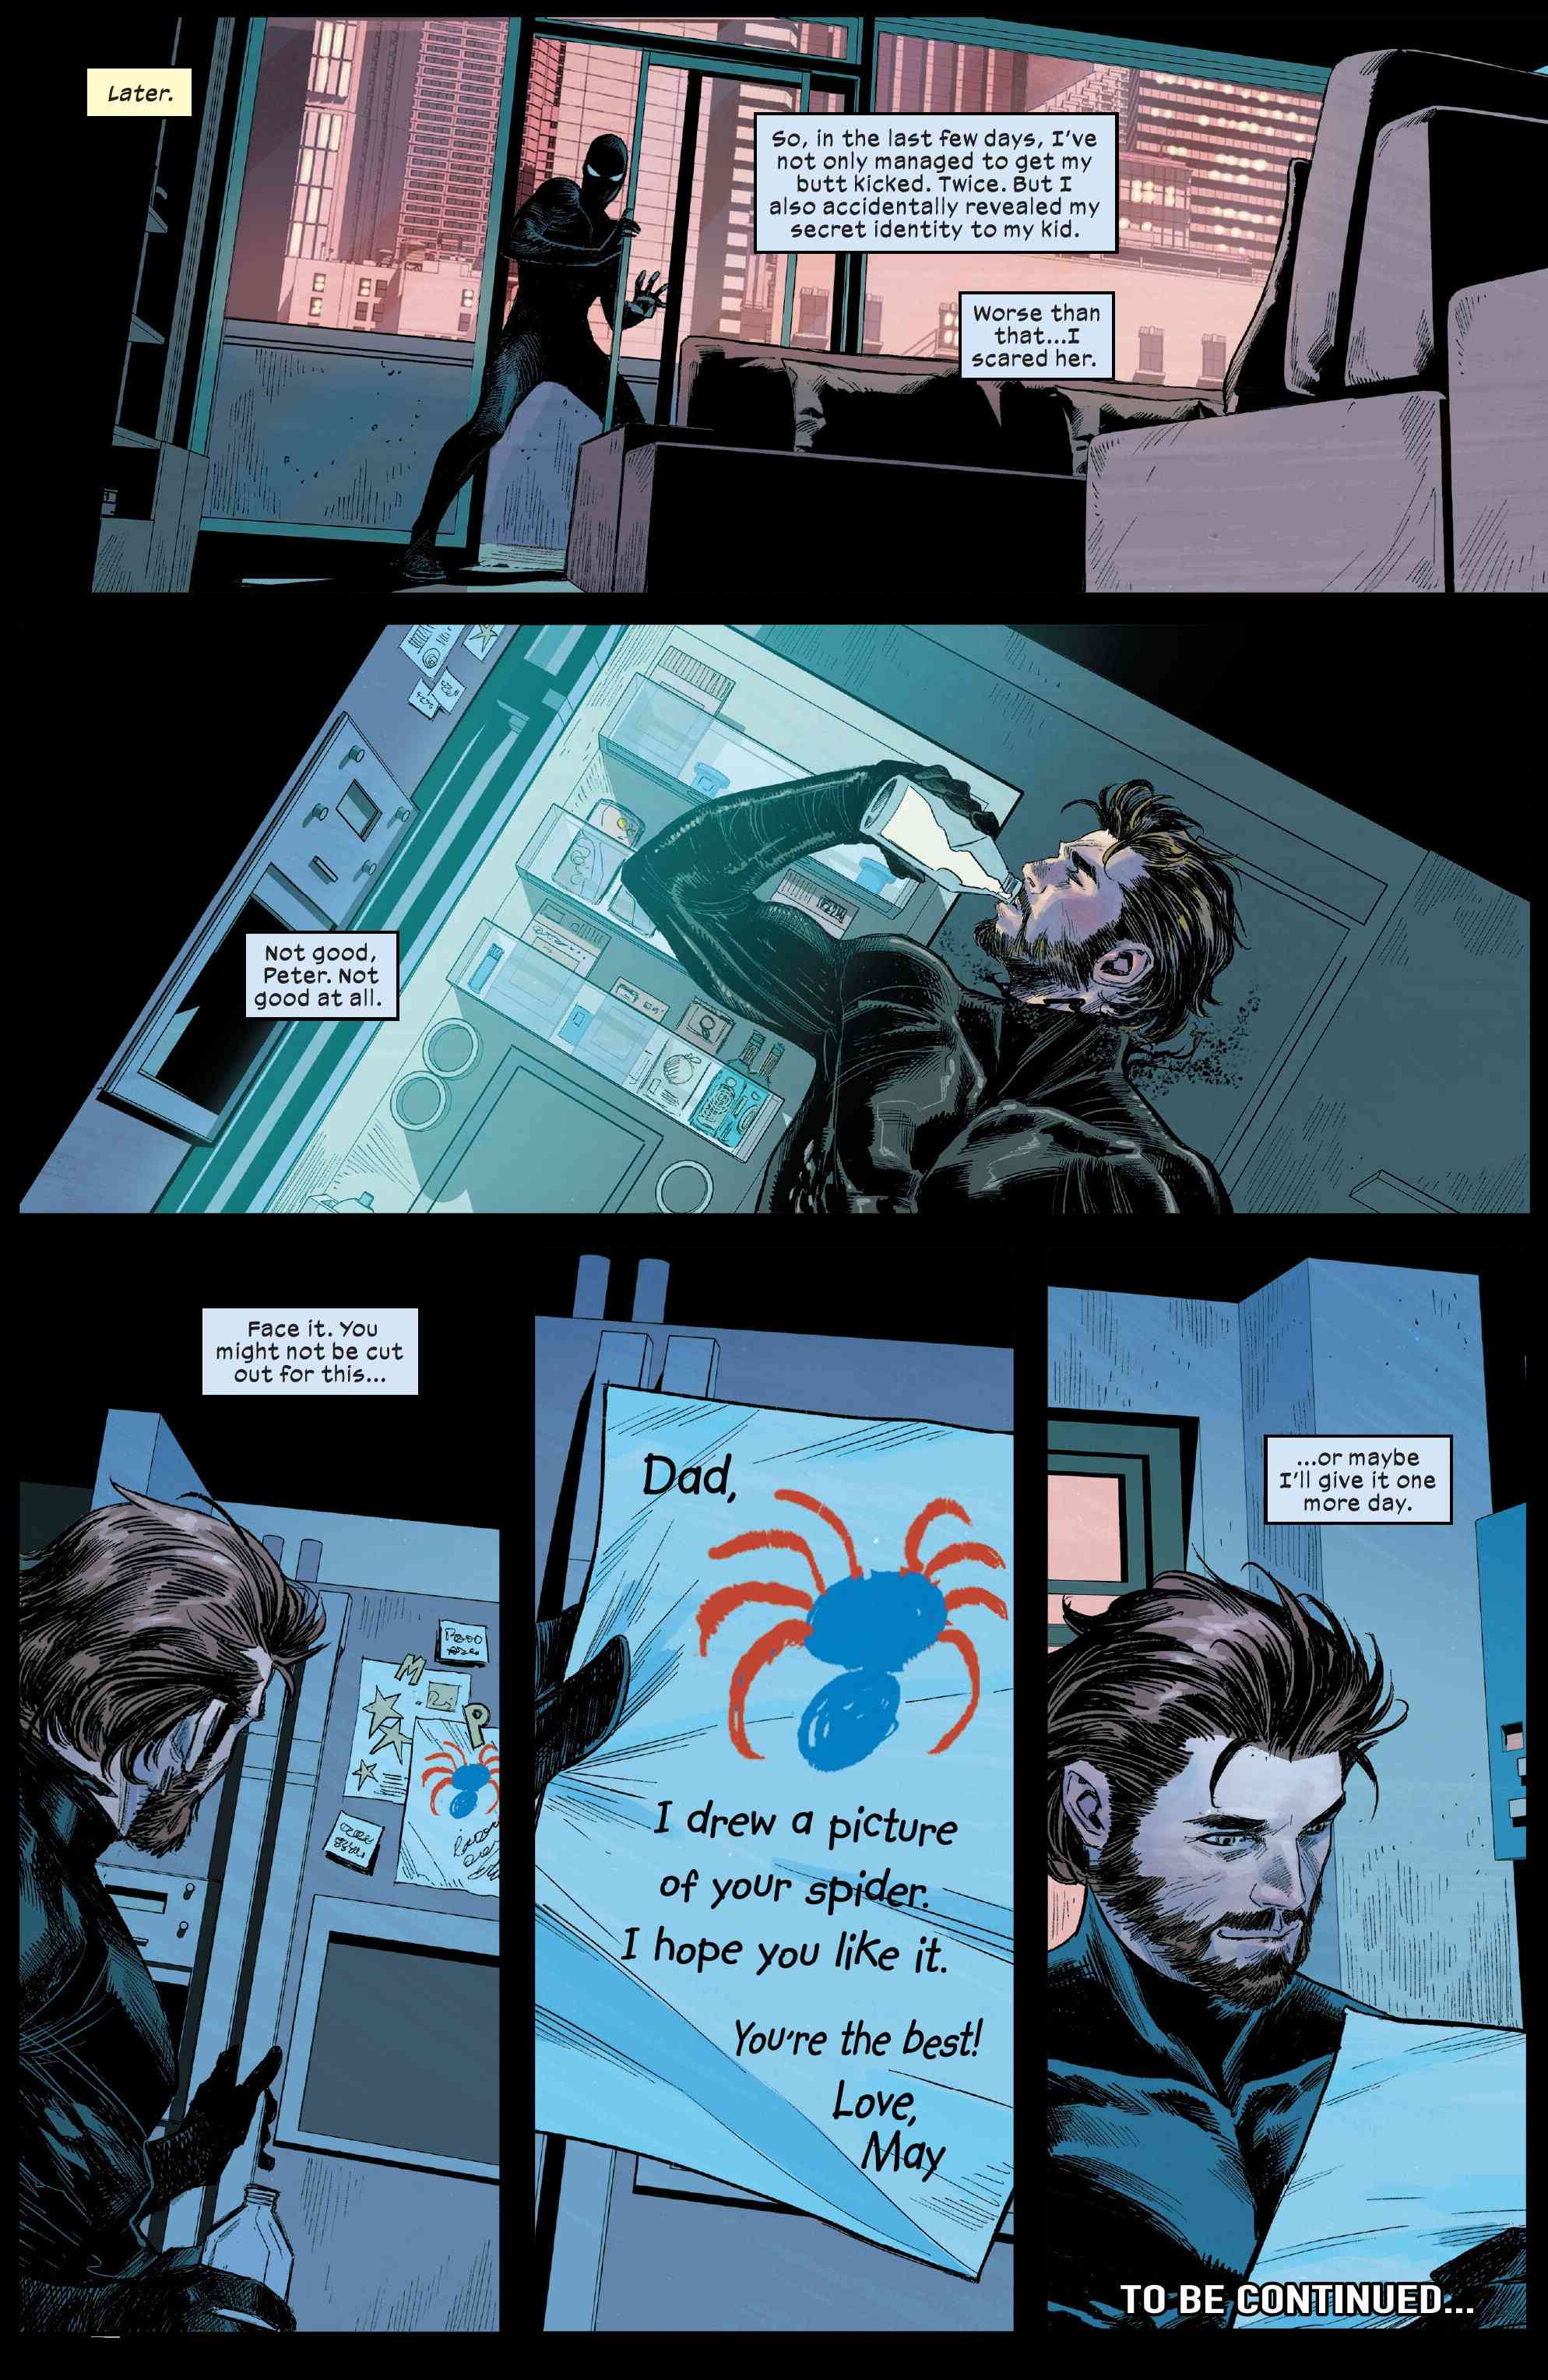 Later.
So, in the last few days, I've
not only managed to get my
butt kicked. Twice. But I
also accidentally revealed my
secret identity to my kid.
Worse than
that...I
scared her.
Not good,
Peter. Not
good at all.
Face it. You
might not be cut
out for this...
M
P
Dad,
I drew a picture
of your spider.
I hope you like it.
You're the best!
Love,
May
...or maybe
I'll give it one
more day.
TO BE CONTINUED...